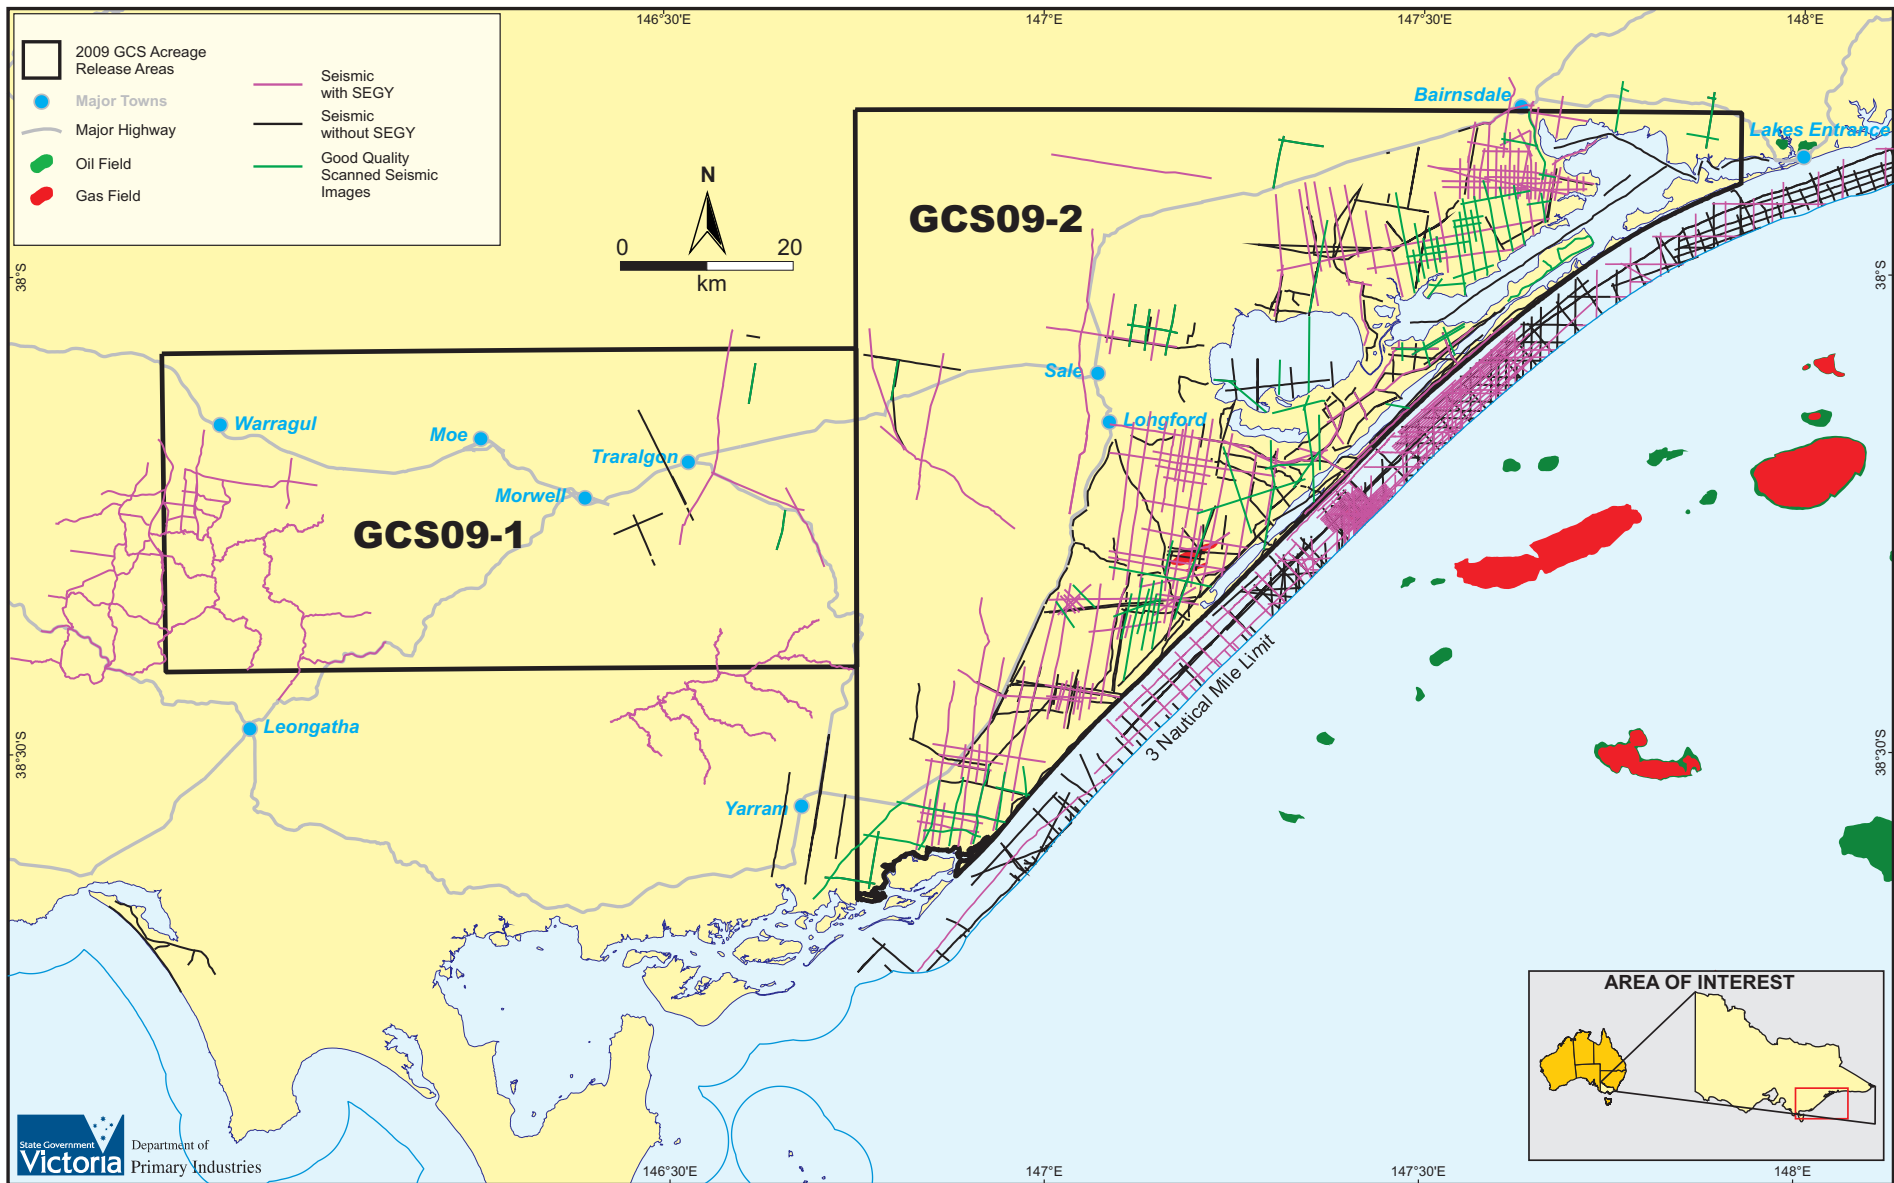 146°30'E
147°E
147°30'E
148°E
2009 GCS Acreage
Release Areas
Major Towns
Major Highway
Oil Field
Gas Field
Seismic
with SEGY
Seismic
without SEGY
Good Quality
Scanned Seismic
Images
N
0
20
km
38°S
38°S
GCS09-2
Bairnsdale
Lakes Entrance
Sale
Longford
Warragul
Moe
Traralgon
Morwell
GCS09-1
3 Nautical Mile Limit
Leongatha
Yarram
38°30'S
38°30'S
AREA OF INTEREST
State Government
Victoria
Department of
Primary Industries
146°30'E
147°E
147°30'E
148°E